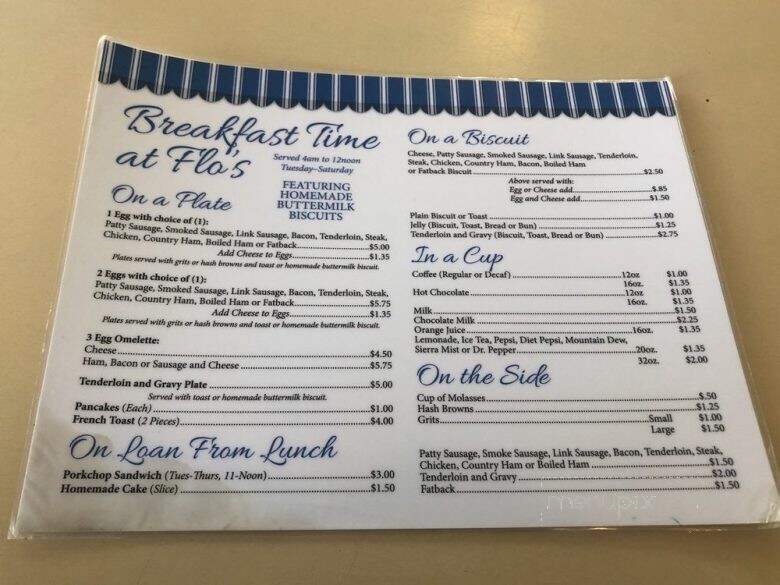 Breakfast Time
at Flo's
Served 4am to 12noon
Tuesday–Saturday
FEATURING
HOMEMADE
BUTTERMILK
BISCUITS
On a Plate
1 Egg with choice of (1):
Patty Sausage, Smoked Sausage, Link Sausage, Bacon, Tenderloin, Steak,
Chicken, Country Ham, Boiled Ham or Fatback $5.00
Add Cheese to Eggs $1.35
Plates served with grits or hash browns and toast or homemade buttermilk biscuit.
2 Eggs with choice of (1):
Patty Sausage, Smoked Sausage, Link Sausage, Bacon, Tenderloin, Steak,
Chicken, Country Ham, Boiled Ham or Fatback $5.75
Add Cheese to Eggs $1.35
Plates served with grits or hash browns and toast or homemade buttermilk biscuit.
3 Egg Omelette:
Cheese $4.50
Ham, Bacon or Sausage and Cheese $5.75
Tenderloin and Gravy Plate $5.00
Served with toast or homemade buttermilk biscuit.
Pancakes (Each) $1.00
French Toast (2 Pieces) $4.00
On Loan From Lunch
Porkchop Sandwich (Tues-Thurs, 11-Noon) $3.00
Homemade Cake (Slice) $1.50
On a Biscuit
Cheese, Patty Sausage, Smoked Sausage, Link Sausage, Tenderloin,
Steak, Chicken, Country Ham, Bacon, Boiled Ham
or Fatback Biscuit $2.50
Above served with:
Egg or Cheese add $.85
Egg and Cheese add $1.50
Plain Biscuit or Toast $1.00
Jelly (Biscuit, Toast, Bread or Bun) $1.25
Tenderloin and Gravy (Biscuit, Toast, Bread or Bun) $2.75
In a Cup
Coffee (Regular or Decaf) 12oz $1.00
16oz. $1.35
Hot Chocolate 12oz $1.00
16oz. $1.35
Milk $1.50
Chocolate Milk $2.25
Orange Juice 16oz. $1.35
Lemonade, Ice Tea, Pepsi, Diet Pepsi, Mountain Dew,
Sierra Mist or Dr. Pepper 20oz. $1.35
32oz. $2.00
On the Side
Cup of Molasses $.50
Hash Browns $1.25
Grits Small $1.00
Large $1.50
Patty Sausage, Smoke Sausage, Link Sausage, Bacon, Tenderloin, Steak,
Chicken, Country Ham or Boiled Ham $1.50
Tenderloin and Gravy $2.00
Fatback $1.50